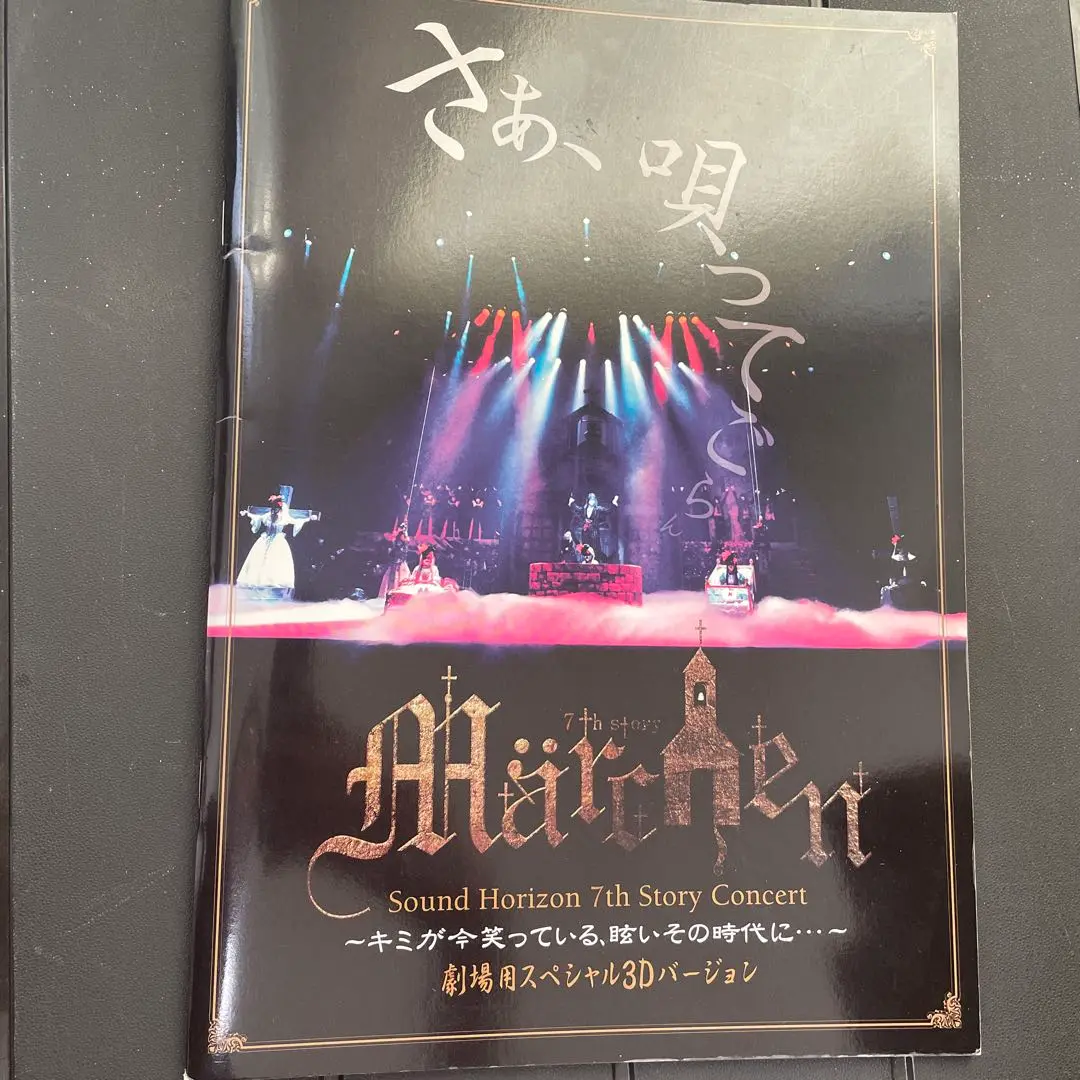 さあ、
唄ってごらん
7th story
Märchen
Sound Horizon 7th Story Concert
～キミが今笑っている、眩いその時代に…～
劇場用スペシャル3Dバージョン